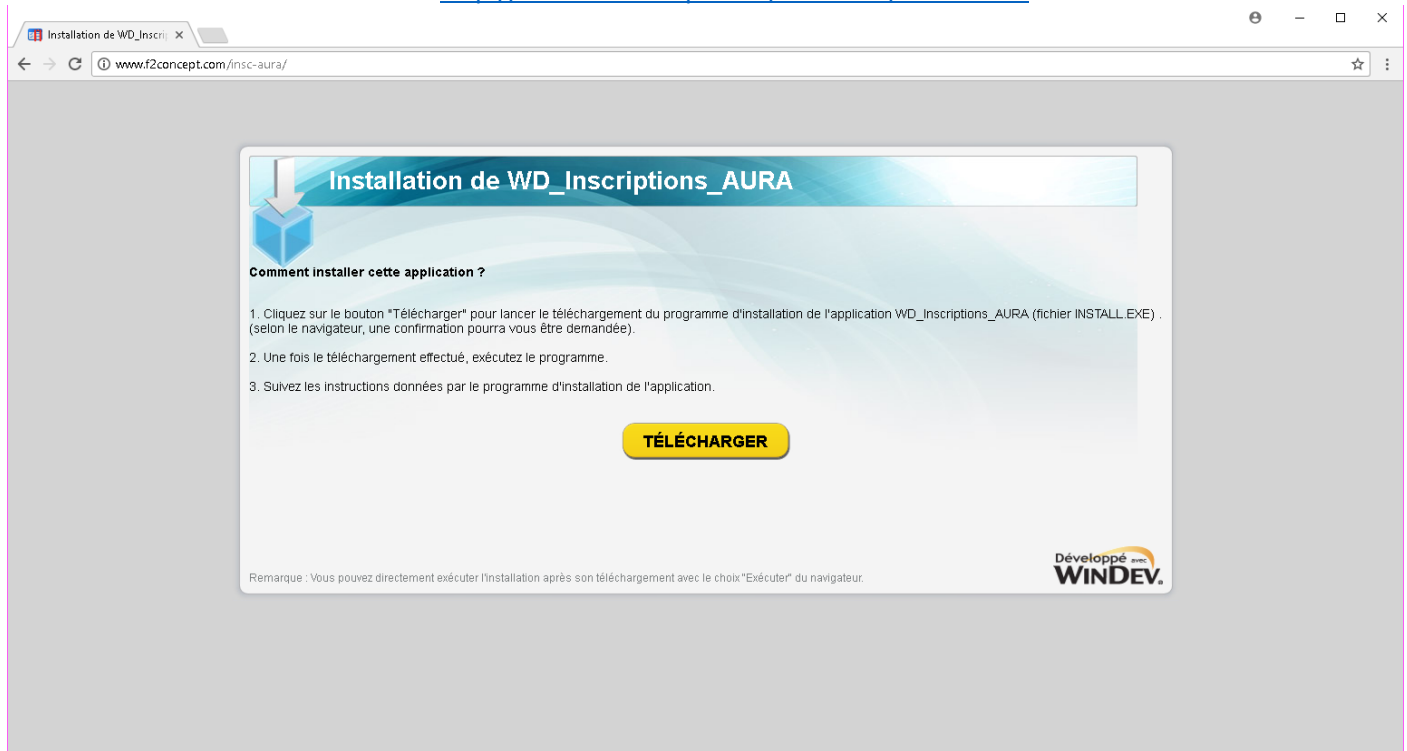 Installation de WD_Inscri
www.f2concept.com/insc-aura/
Installation de WD_Inscriptions_AURA
Comment installer cette application ?
1. Cliquez sur le bouton "Télécharger" pour lancer le téléchargement du programme d'installation de l'application WD_Inscriptions_AURA (fichier INSTALL.EXE) .
(selon le navigateur, une confirmation pourra vous être demandée).
2. Une fois le téléchargement effectué, exécutez le programme.
3. Suivez les instructions données par le programme d'installation de l'application.
TÉLÉCHARGER
Développé avec
WINDEV.
Remarque : Vous pouvez directement exécuter l'installation après son téléchargement avec le choix "Exécuter" du navigateur.